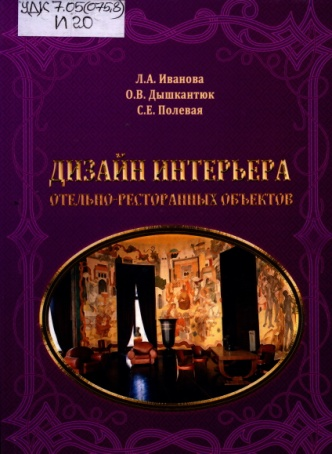 УДК 7.05(075.8)
И 20
Л.А. Иванова
О.В. Дышкантюк
С.Е. Полевая
ДИЗАЙН ИНТЕРЬЕРА
ОТЕЛЬНО-РЕСТОРАННЫХ ОБЪЕКТОВ